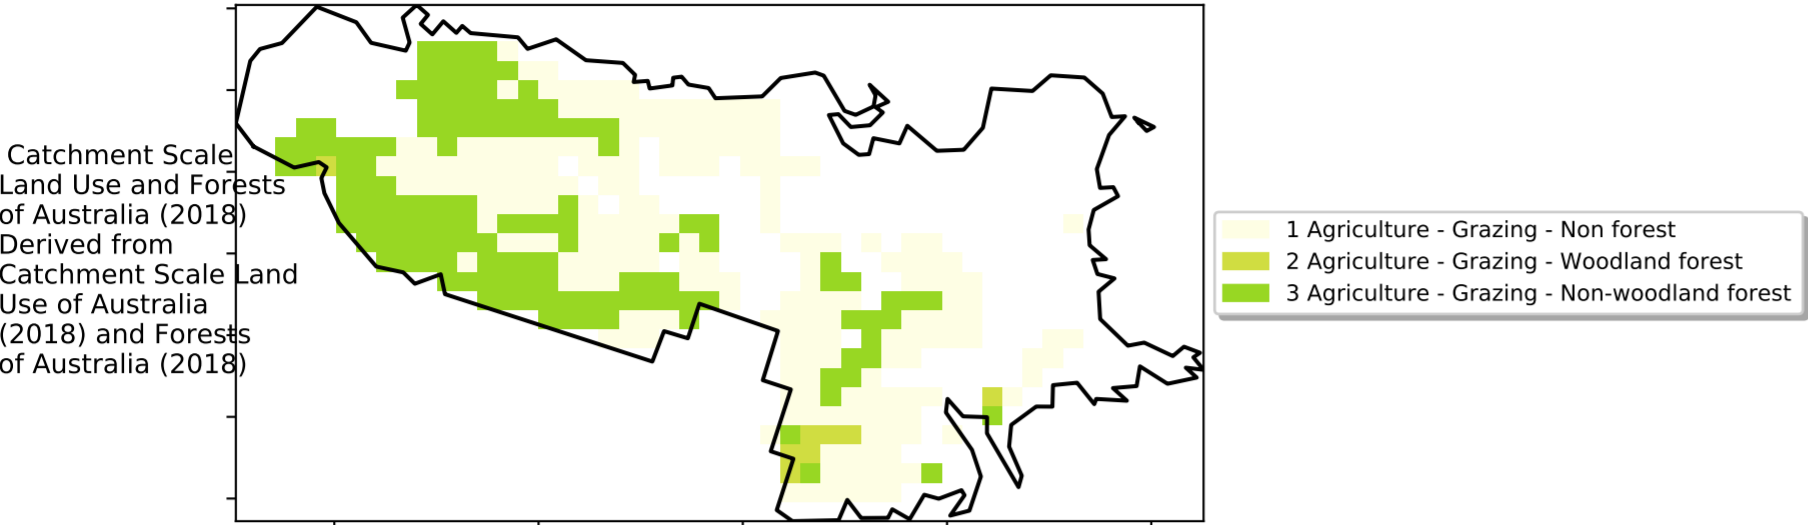 Catchment Scale
Land Use and Forests
of Australia (2018)
Derived from
Catchment Scale Land
Use of Australia
(2018) and Forests
of Australia (2018)
1 Agriculture - Grazing - Non forest
2 Agriculture - Grazing - Woodland forest
3 Agriculture - Grazing - Non-woodland forest